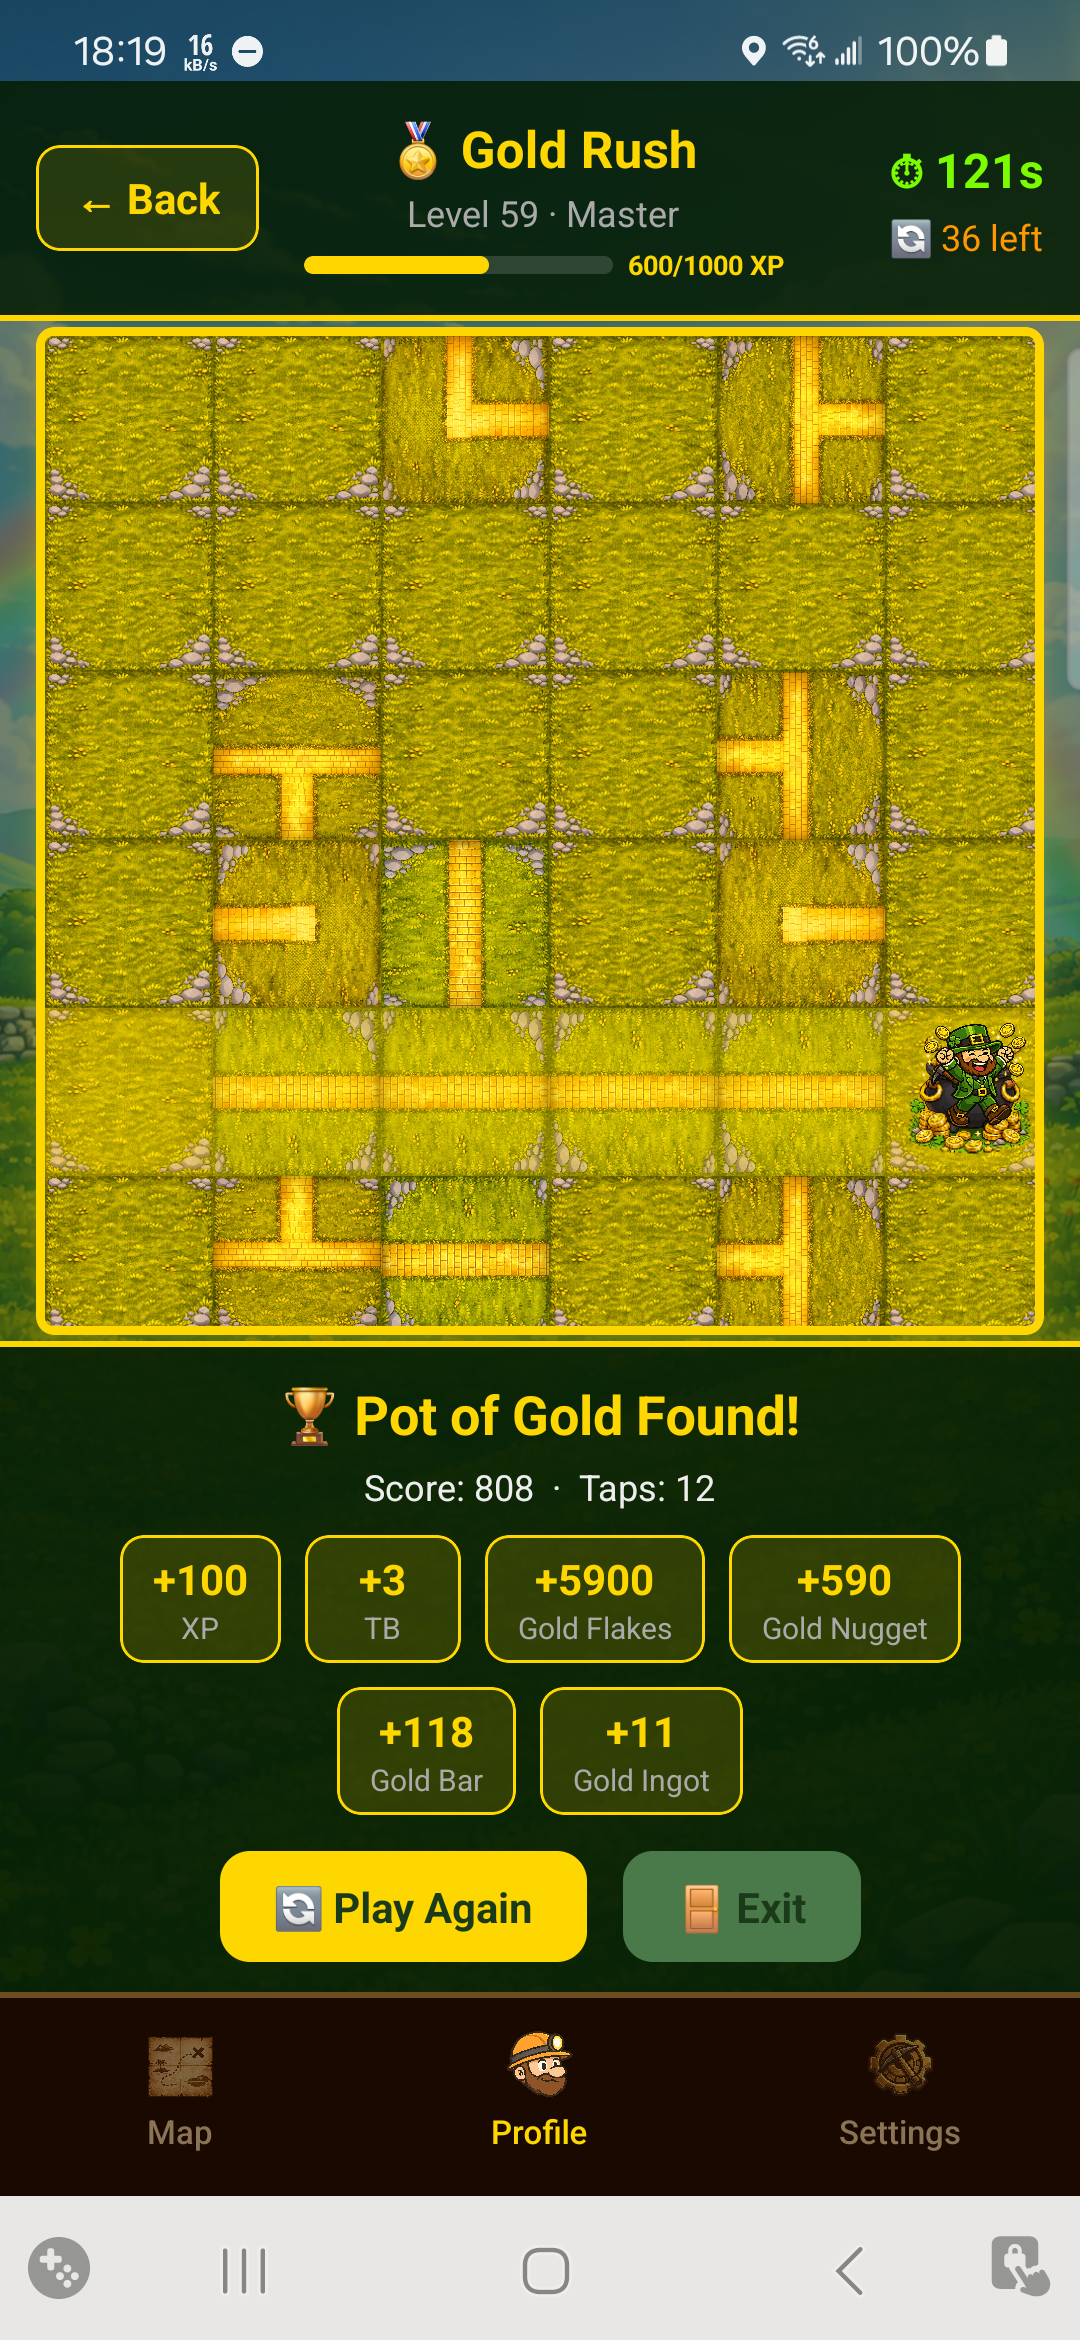 18:19 16 kB/s 6 100%
← Back
Gold Rush
Level 59 · Master
600/1000 XP
121s
36 left
Pot of Gold Found!
Score: 808 · Taps: 12
+100 +3 +5900 +590
XP TB Gold Flakes Gold Nugget
+118 +11
Gold Bar Gold Ingot
Play Again Exit
Map Profile Settings